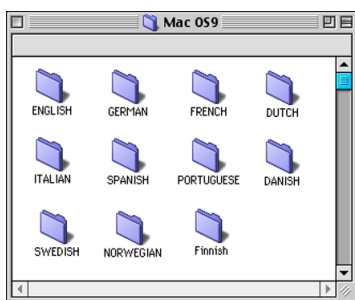 Mac OS9
ENGLISH GERMAN FRENCH DUTCH
ITALIAN SPANISH PORTUGUESE DANISH
SWEDISH NORWEGIAN Finnish